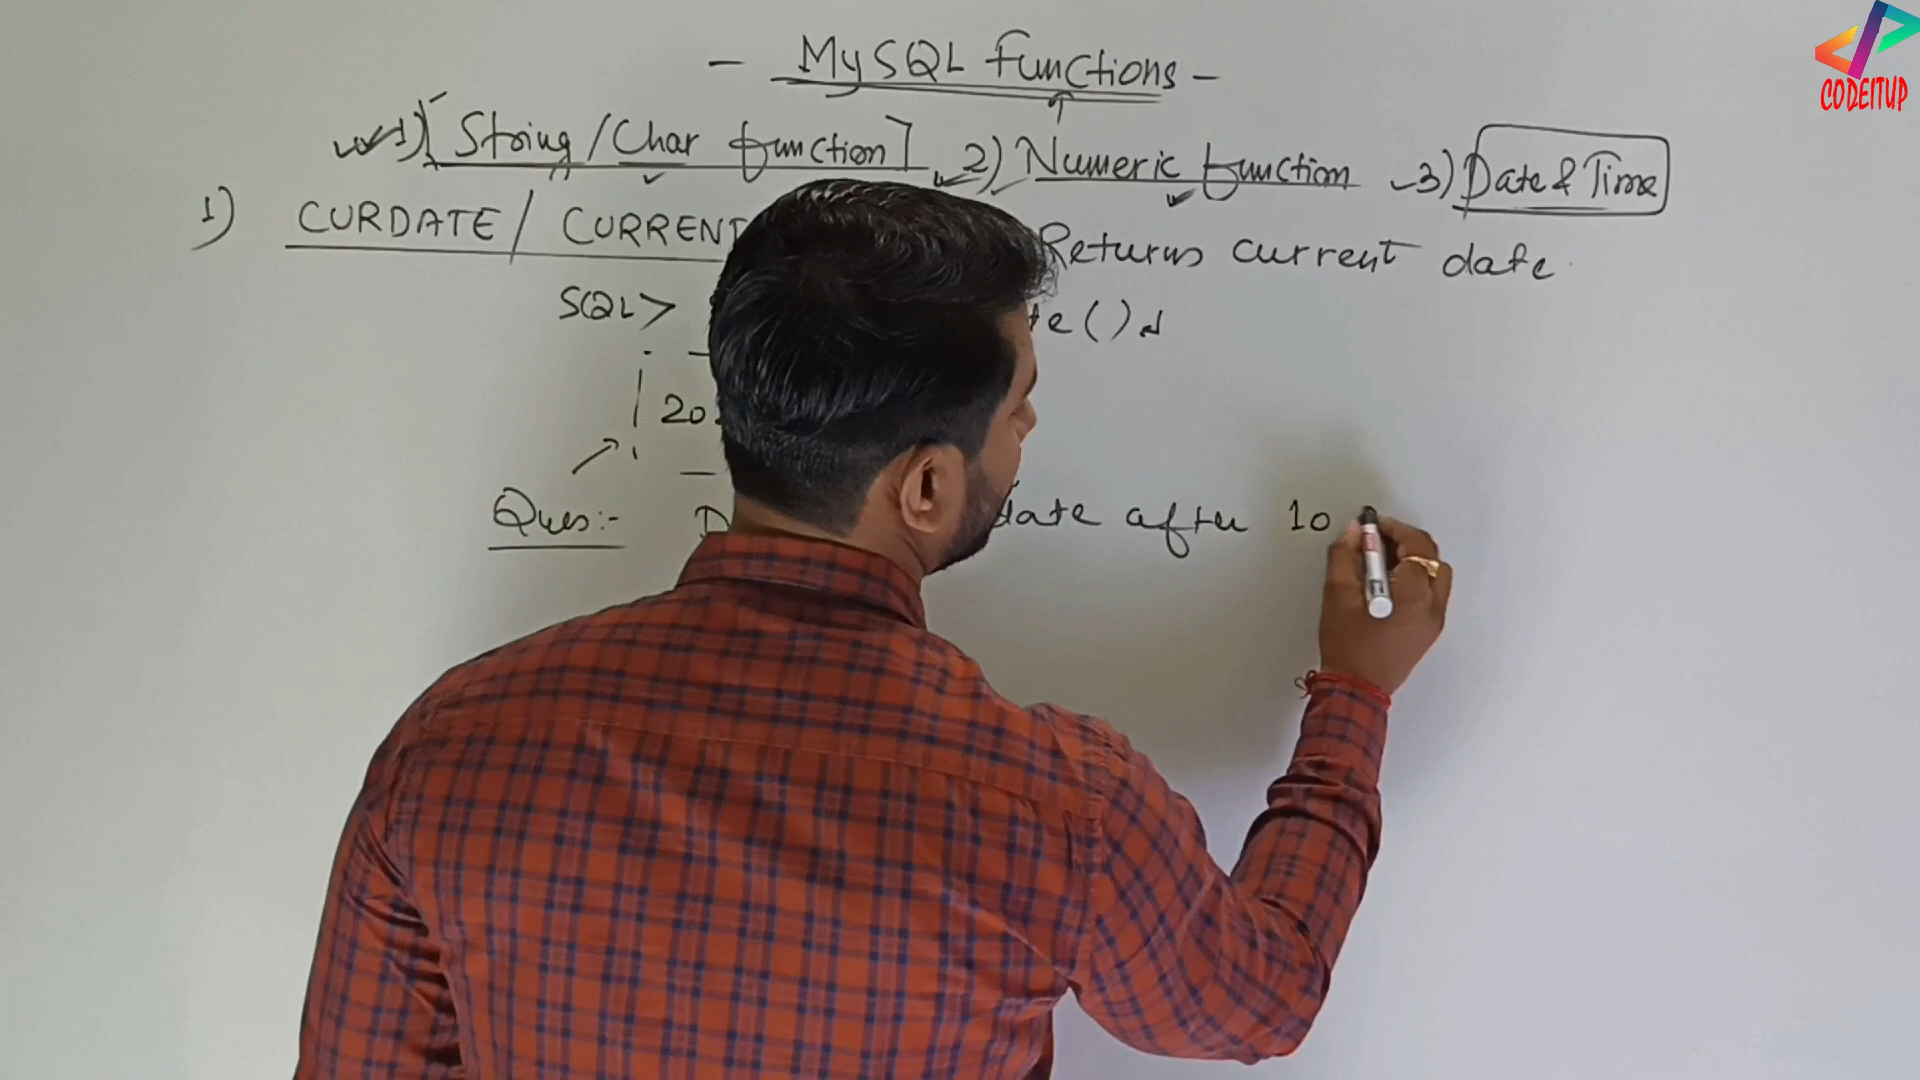 - MySQL Functions -
1) [String/Char function] 2) Numeric function 3) Date & Time
1) CURDATE / CURRENT Returns current date
SQL> te();
20
Ques:- date after 10
CODEITUP